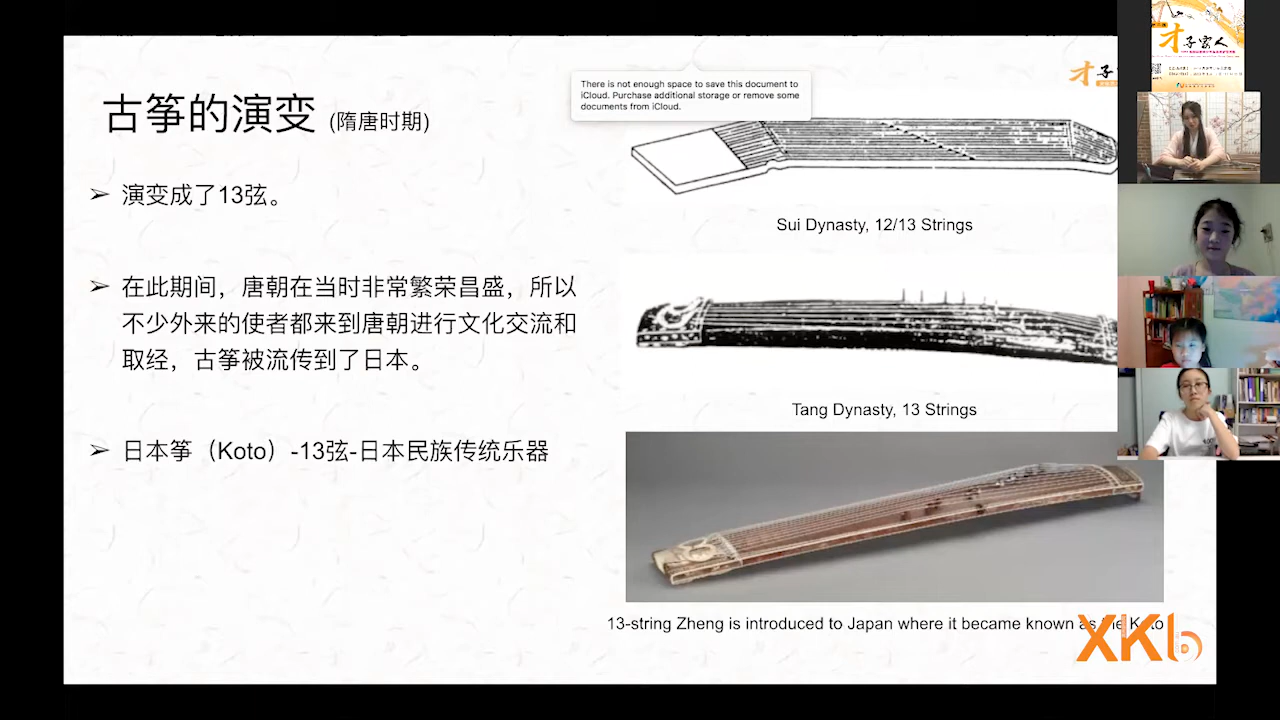 古筝的演变 (隋唐时期)
There is not enough space to save this document to
iCloud. Purchase additional storage or remove some
documents from iCloud.
才子
➢ 演变成了13弦。
➢ 在此期间，唐朝在当时非常繁荣昌盛，所以
不少外来的使者都来到唐朝进行文化交流和
取经，古筝被流传到了日本。
➢ 日本筝（Koto）-13弦-日本民族传统乐器
Sui Dynasty, 12/13 Strings
Tang Dynasty, 13 Strings
13-string Zheng is introduced to Japan where it became known as the Koto
XKb
才子家人